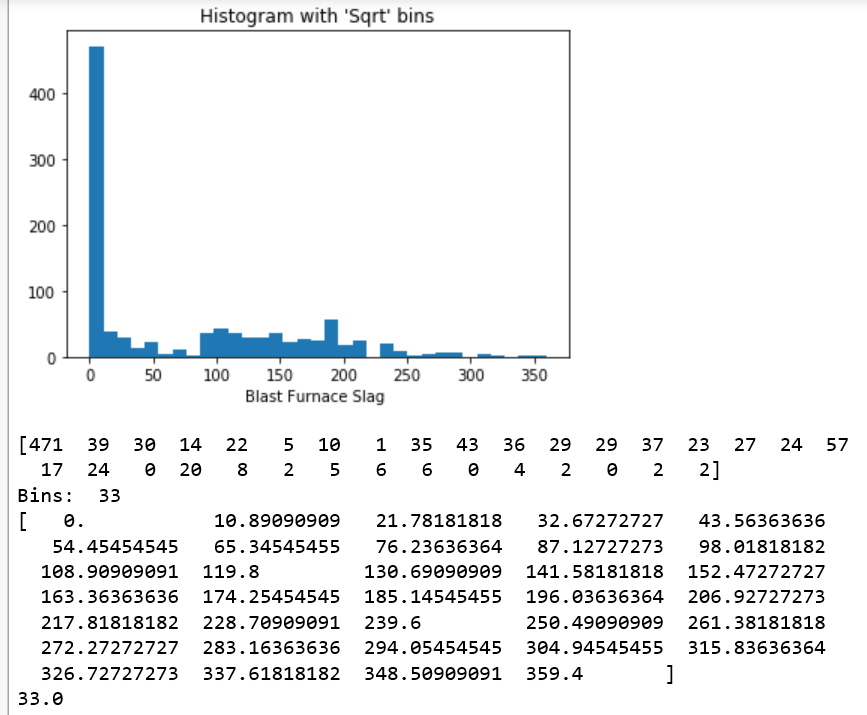 Histogram with 'Sqrt' bins
400
300
200
100
0
0 50 100 150 200 250 300 350
Blast Furnace Slag
[471 39 30 14 22 5 10 1 35 43 36 29 29 37 23 27 24 57
17 24 0 20 8 2 5 6 6 0 4 2 0 2 2]
Bins: 33
[ 0. 10.89090909 21.78181818 32.67272727 43.56363636
54.45454545 65.34545455 76.23636364 87.12727273 98.01818182
108.90909091 119.8 130.69090909 141.58181818 152.47272727
163.36363636 174.25454545 185.14545455 196.03636364 206.92727273
217.81818182 228.70909091 239.6 250.49090909 261.38181818
272.27272727 283.16363636 294.05454545 304.94545455 315.83636364
326.72727273 337.61818182 348.50909091 359.4 ]
33.0